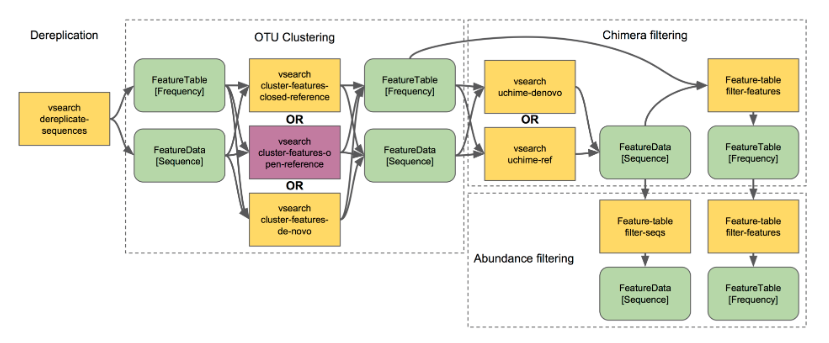 Dereplication
OTU Clustering
Chimera filtering
vsearch
dereplicate-
sequences
FeatureTable
[Frequency]
FeatureData
[Sequence]
vsearch
cluster-features-
closed-reference
OR
vsearch
cluster-features-o
pen-reference
OR
vsearch
cluster-features-
de-novo
FeatureTable
[Frequency]
FeatureData
[Sequence]
vsearch
uchime-denovo
OR
vsearch
uchime-ref
FeatureData
[Sequence]
Feature-table
filter-features
FeatureTable
[Frequency]
Abundance filtering
Feature-table
filter-seqs
FeatureData
[Sequence]
Feature-table
filter-features
FeatureTable
[Frequency]